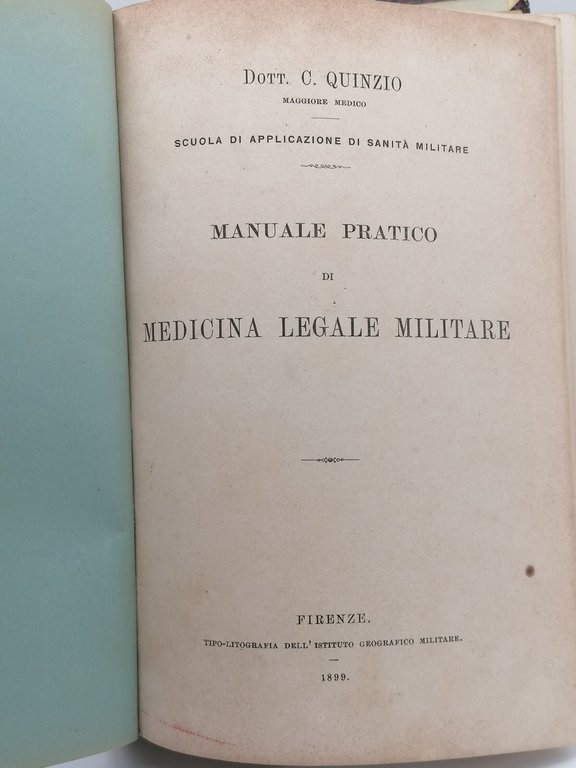 Dott. C. QUINZIO
MAGGIORE MEDICO
SCUOLA DI APPLICAZIONE DI SANITÀ MILITARE
MANUALE PRATICO
DI
MEDICINA LEGALE MILITARE
FIRENZE.
TIPO-LITOGRAFIA DELL'ISTITUTO GEOGRAFICO MILITARE.
1899.